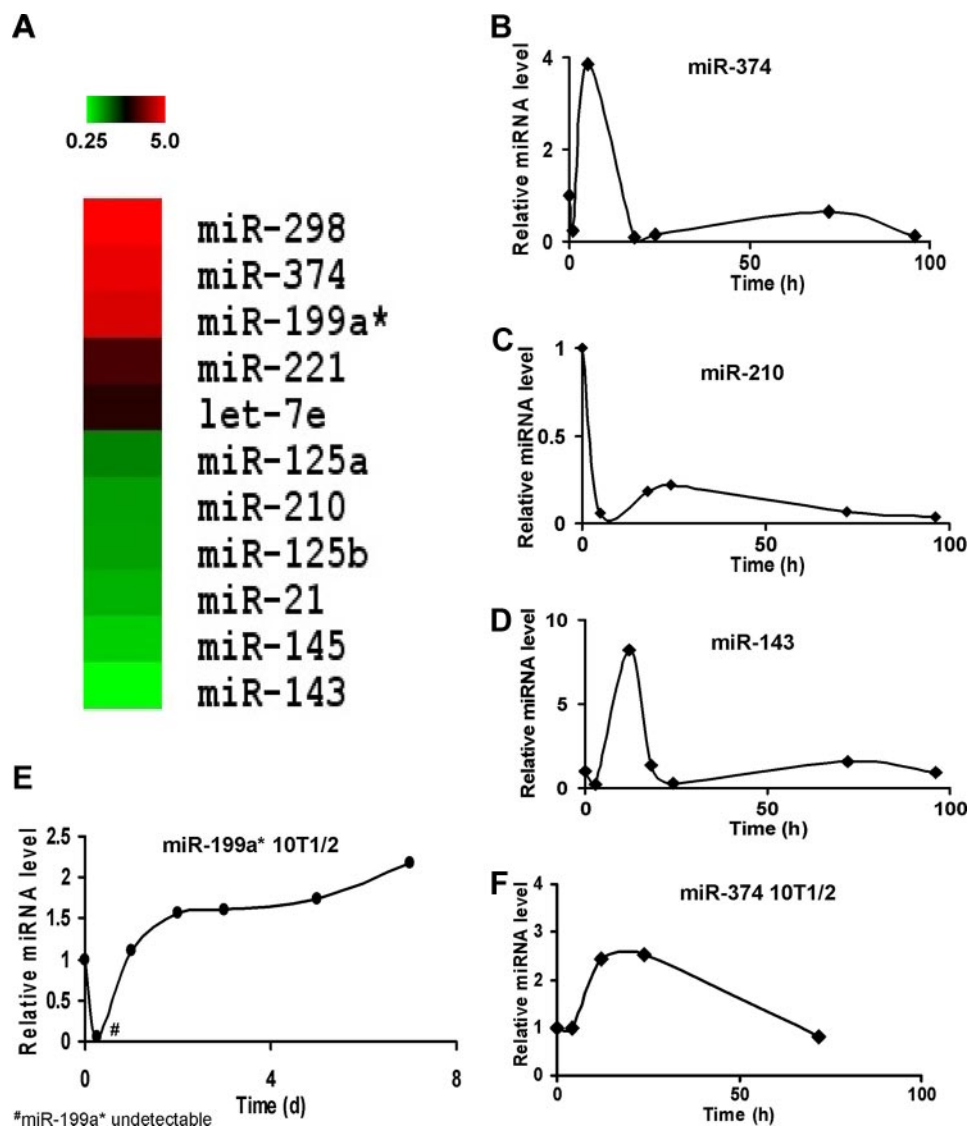 A
0.25 5.0
miR-298
miR-374
miR-199a*
miR-221
let-7e
miR-125a
miR-210
miR-125b
miR-21
miR-145
miR-143
B
miR-374
Relative miRNA level
4
2
0
0 50 100
Time (h)
C
miR-210
Relative miRNA level
1
0.5
0
0 50 100
Time (h)
D
miR-143
Relative miRNA level
10
5
0
0 50 100
Time (h)
E
miR-199a* 10T1/2
Relative miRNA level
2.5
2
1.5
1
0.5
0
#
0 4 8
Time (d)
#miR-199a* undetectable
F
miR-374 10T1/2
Relative miRNA level
4
3
2
1
0
0 50 100
Time (h)